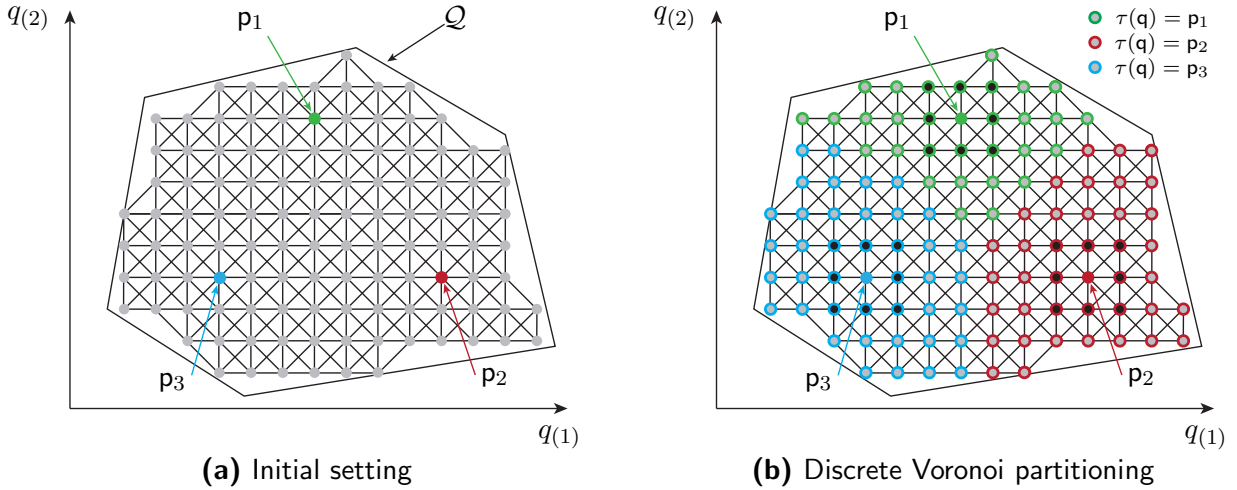 q(2)
p1
𝒬
p3
p2
q(1)
(a) Initial setting
q(2)
p1
τ(q) = p1
τ(q) = p2
τ(q) = p3
p3
p2
q(1)
(b) Discrete Voronoi partitioning